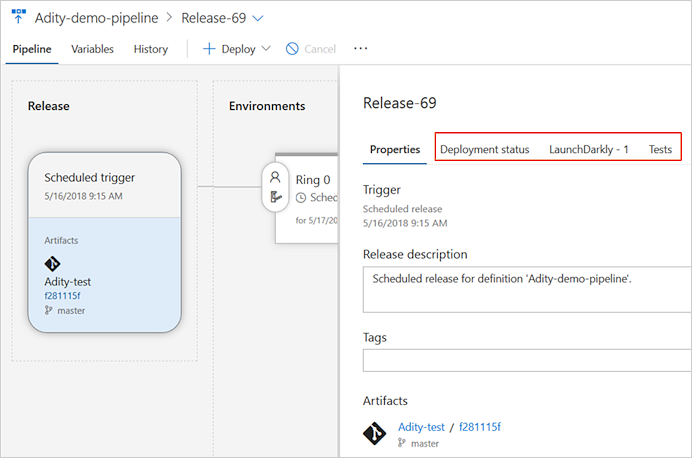 Adity-demo-pipeline > Release-69
Pipeline Variables History + Deploy Cancel ...
Release
Environments
Scheduled trigger
5/16/2018 9:15 AM
Artifacts
Adity-test
f281115f
master
Ring 0
Sched
for 5/17/20
Release-69
Properties Deployment status LaunchDarkly - 1 Tests
Trigger
Scheduled release
5/16/2018 9:15 AM
Release description
Scheduled release for definition 'Adity-demo-pipeline'.
Tags
Artifacts
Adity-test / f281115f
master